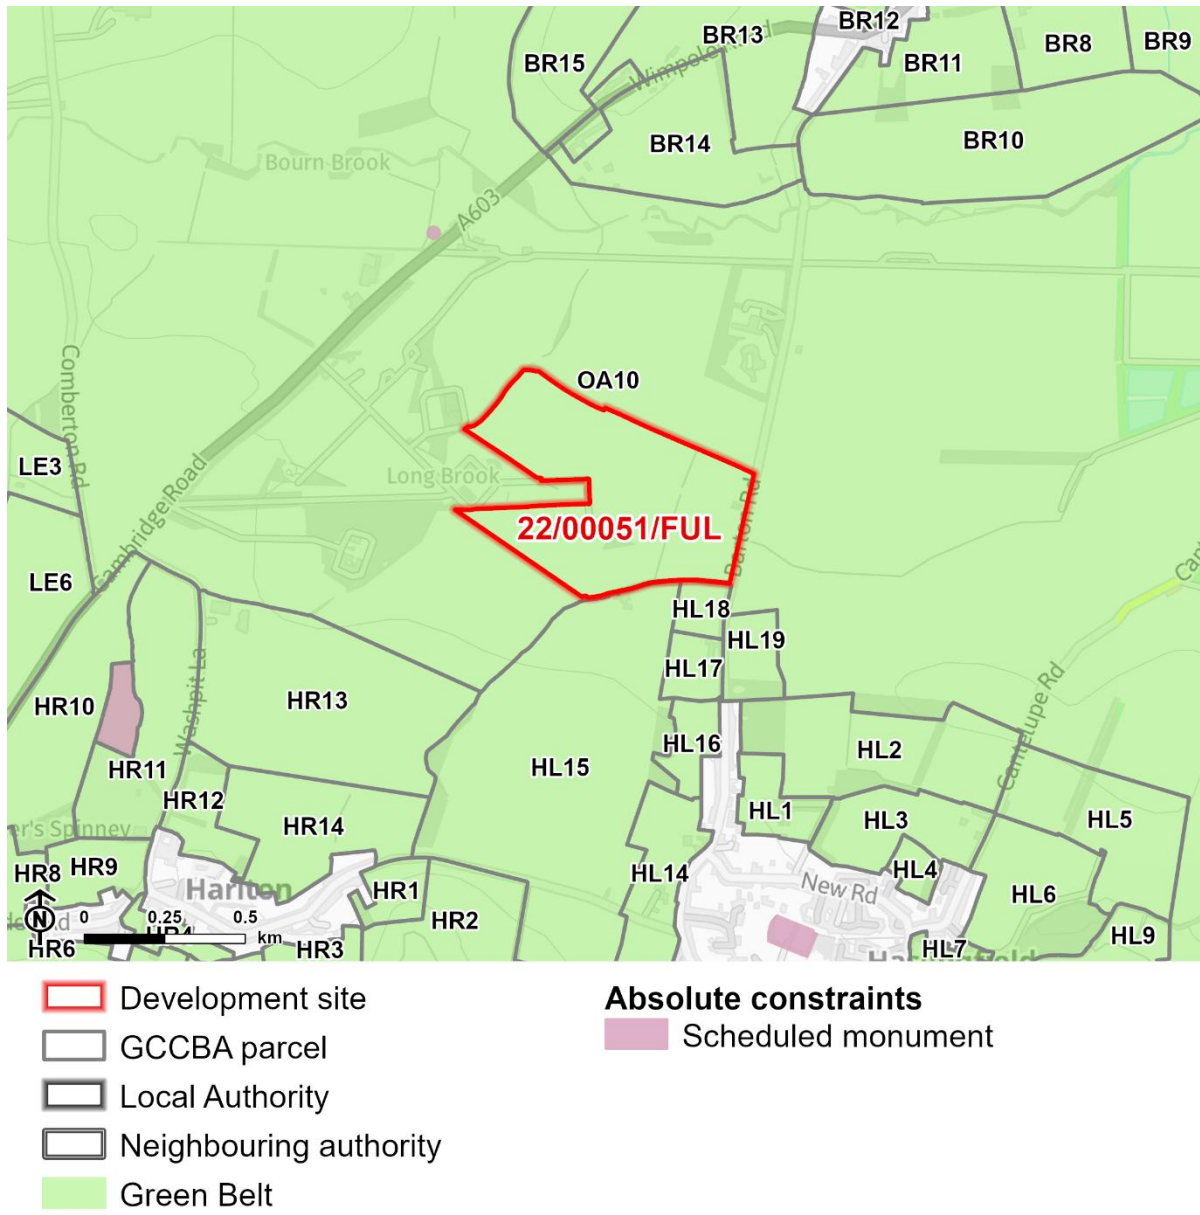 BR12
BR13
BR8
BR9
BR15
BR11
Wimpole Rd
BR14
BR10
Bourn Brook
A603
OA10
Comberton Rd
LE3
Long Brook
22/00051/FUL
Barton Rd
Cambridge Road
LE6
HL18
HL19
HL17
Washpit La
HR10
HR13
Cantelupe Rd
HL16
HL2
HR11
HL15
HR12
HL1
HL3
HL5
er's Spinney
HR14
HR8
HR9
HL14
HL4
Harlton
HR1
New Rd
HL6
HR2
N
0 0.25 0.5
km
HR4
HL9
HR6
HR3
HL7
Development site
GCCBA parcel
Local Authority
Neighbouring authority
Green Belt
Absolute constraints
Scheduled monument